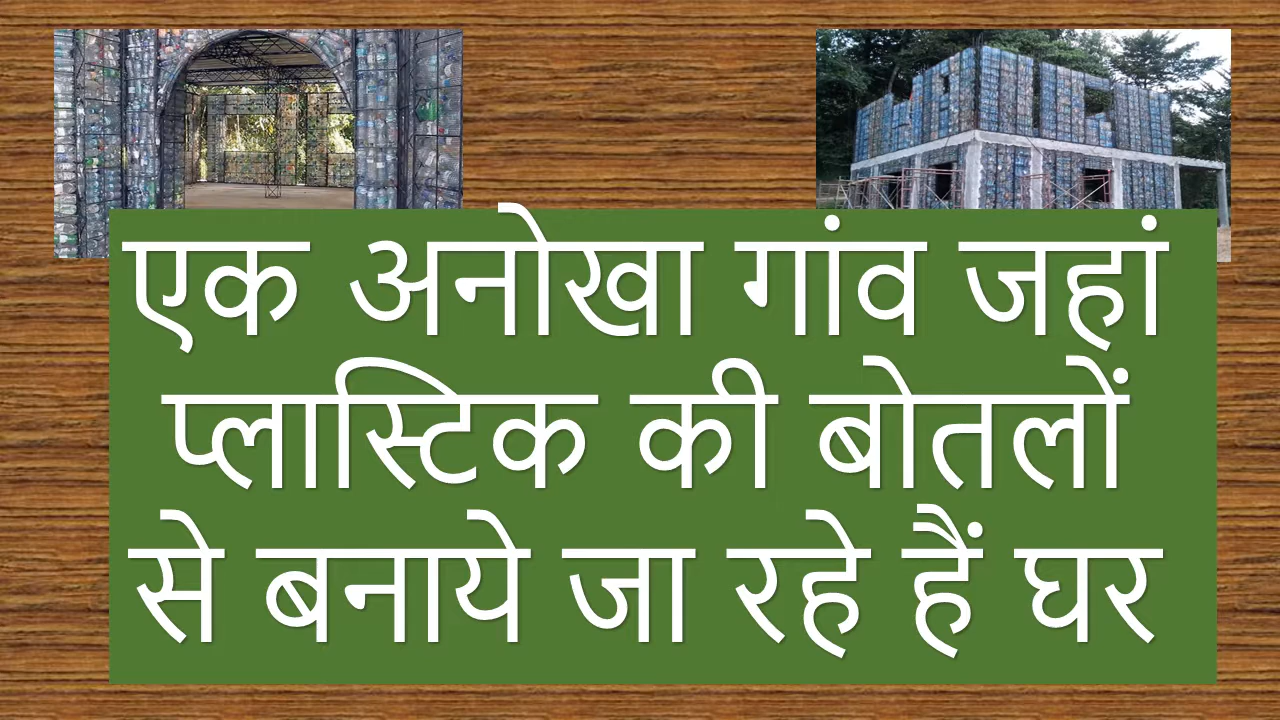 एक अनोखा गांव जहां
प्लास्टिक की बोतलों
से बनाये जा रहे हैं घर